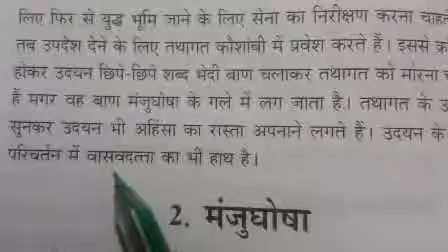 लिए फिर से युद्ध भूमि जाने के लिए सेना का निरीक्षण करना चाहते
तब उपदेश देने के लिए तथागत कौशांबी में प्रवेश करते हैं। इससे
होकर उदयन छिपे-छिपे शब्द भेदी बाण चलाकर तथागत को मारना
हैं मगर वह बाण मंजुघोषा के गले में लग जाता है। तथागत के
सुनकर उदयन भी अहिंसा का रास्ता अपनाने लगते हैं। उदयन के
परिवर्तन में वासवदत्ता का भी हाथ है।
2. मंजुघोषा